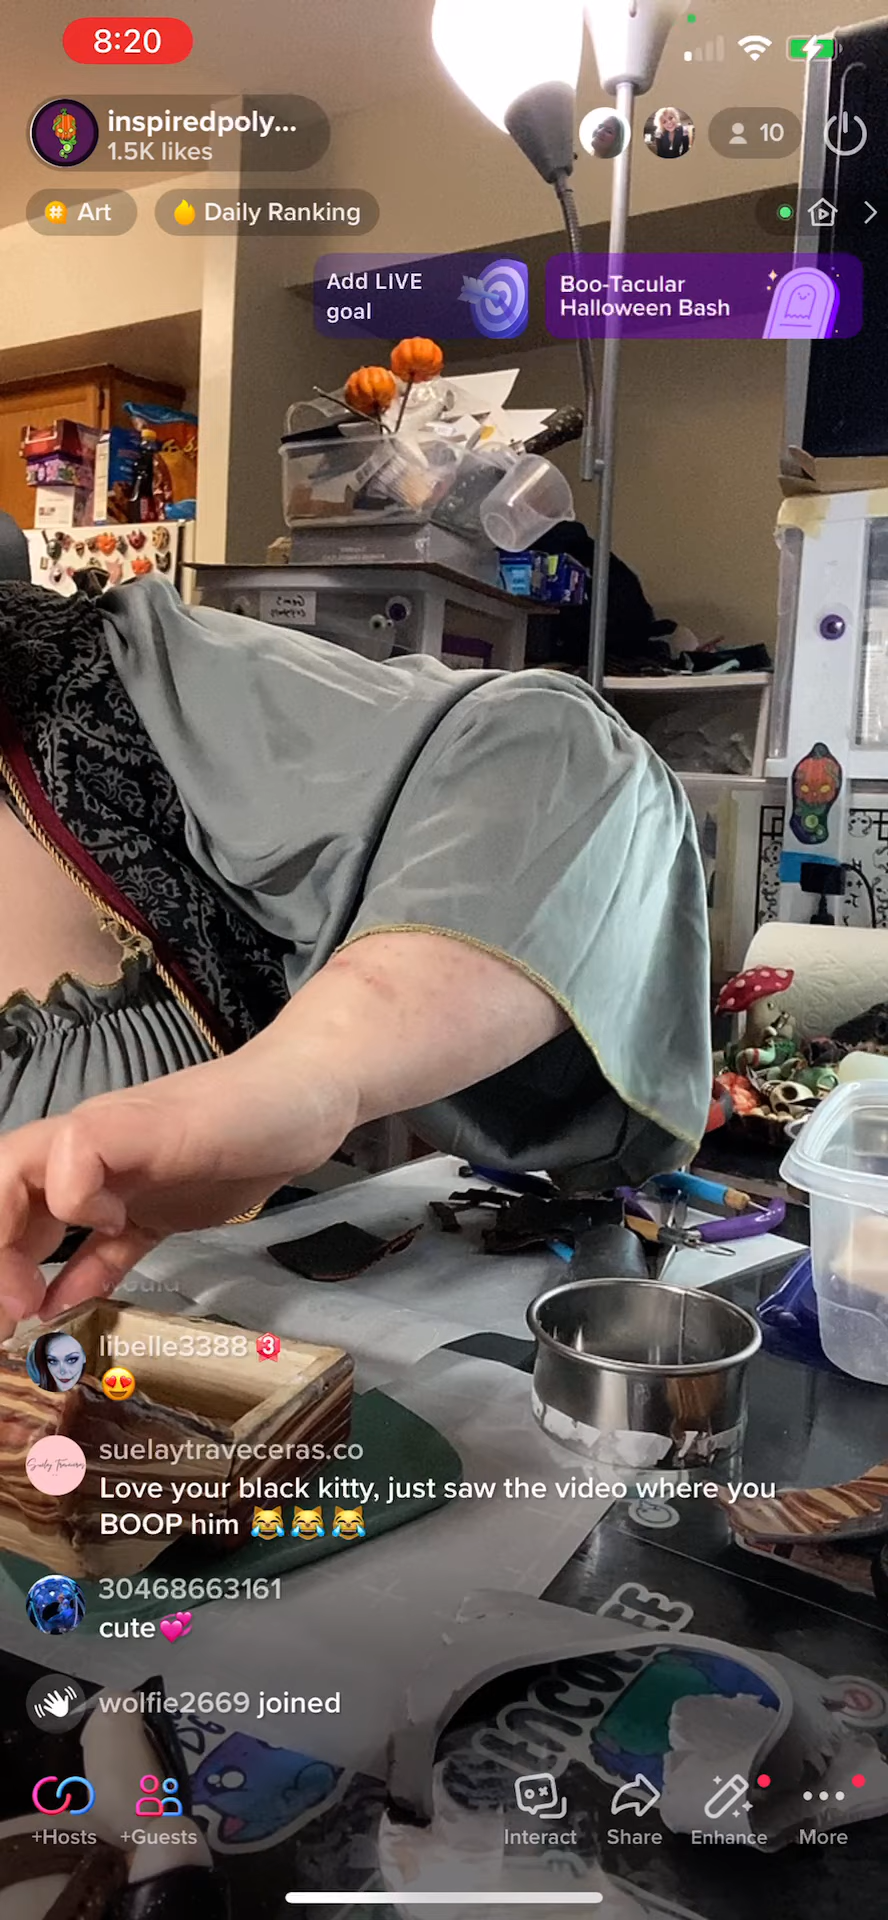 8:20
inspiredpoly...
1.5K likes
10
Art
Daily Ranking
Add LIVE
goal
Boo-Tacular
Halloween Bash
would
libelle3388 3
😍
suelaytraveceras.co
Love your black kitty, just saw the video where you
BOOP him 😹😹😹
30468663161
cute💞
wolfie2669 joined
+Hosts
+Guests
Interact
Share
Enhance
More